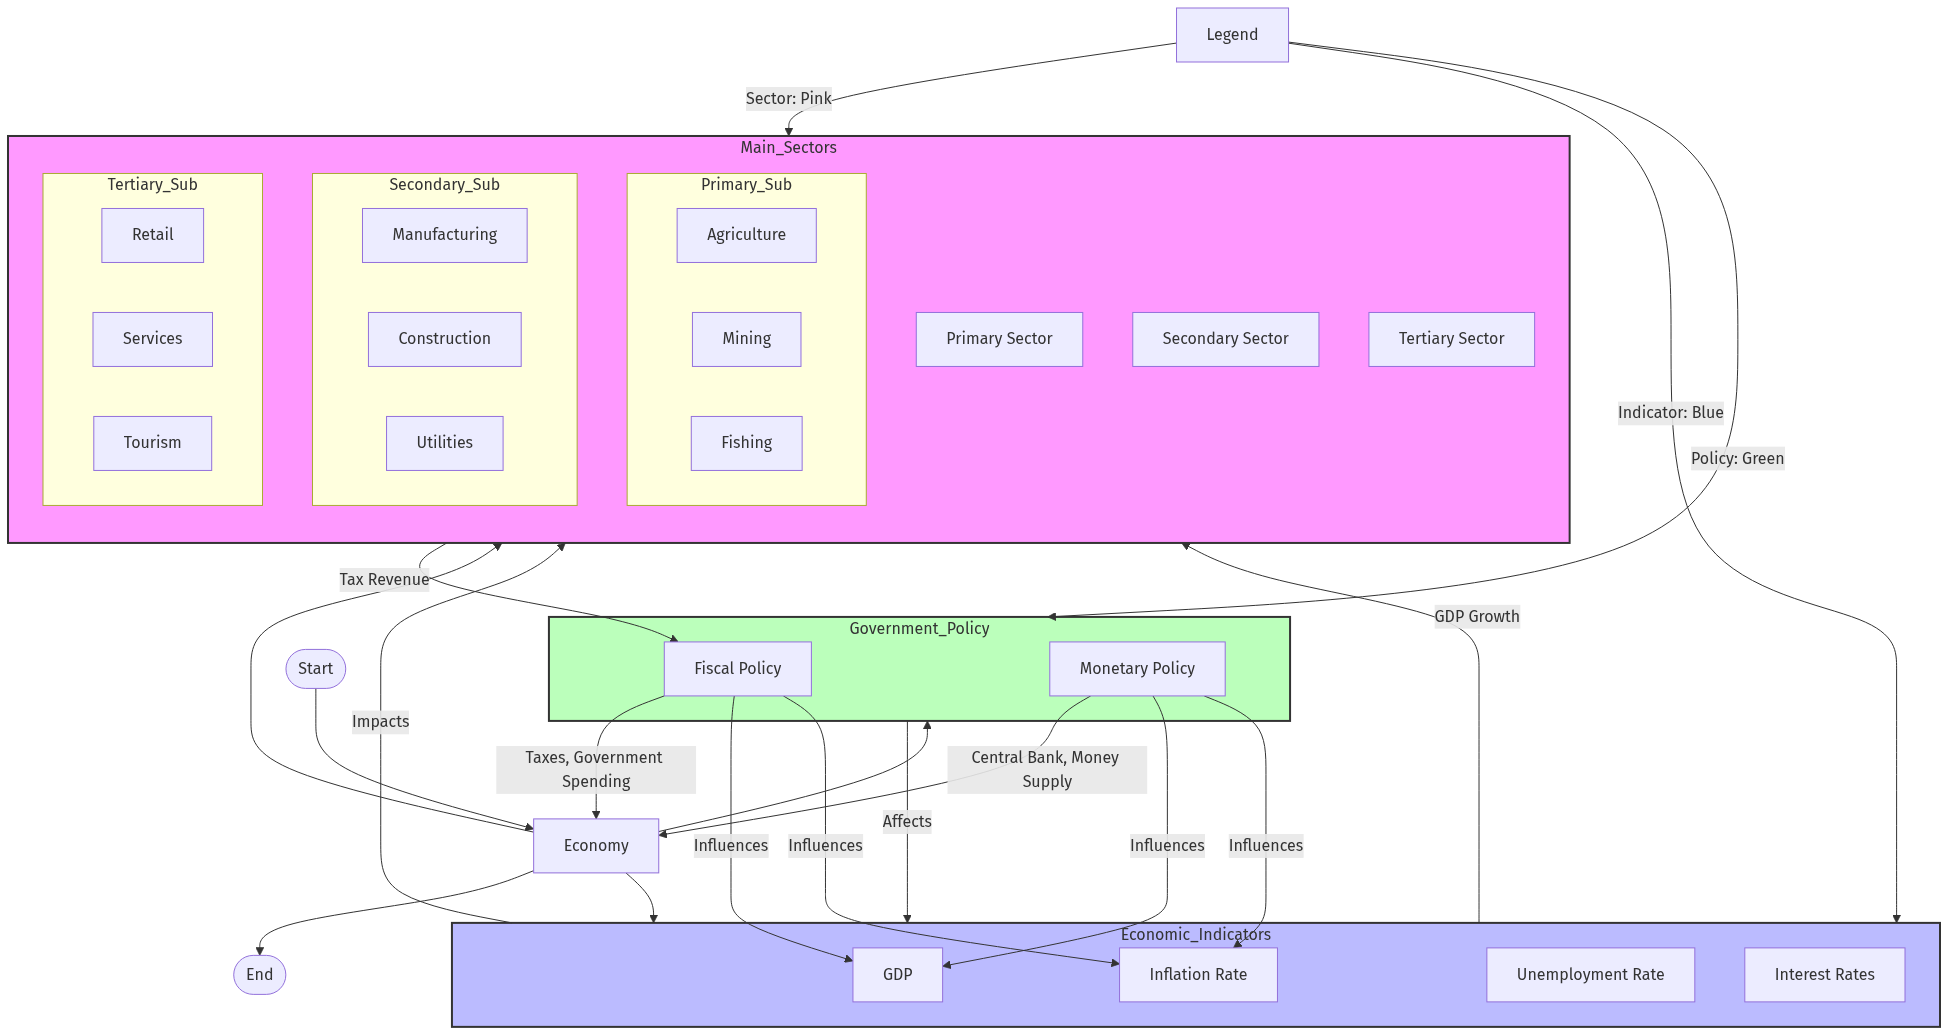 Legend
Sector: Pink
Main_Sectors
Tertiary_Sub
Secondary_Sub
Primary_Sub
Retail
Manufacturing
Agriculture
Services
Construction
Mining
Primary Sector
Secondary Sector
Tertiary Sector
Tourism
Utilities
Fishing
Indicator: Blue
Policy: Green
Tax Revenue
GDP Growth
Government_Policy
Start
Fiscal Policy
Monetary Policy
Impacts
Taxes, Government
Spending
Central Bank, Money
Supply
Affects
Economy
Influences
Influences
Influences
Influences
Economic_Indicators
End
GDP
Inflation Rate
Unemployment Rate
Interest Rates